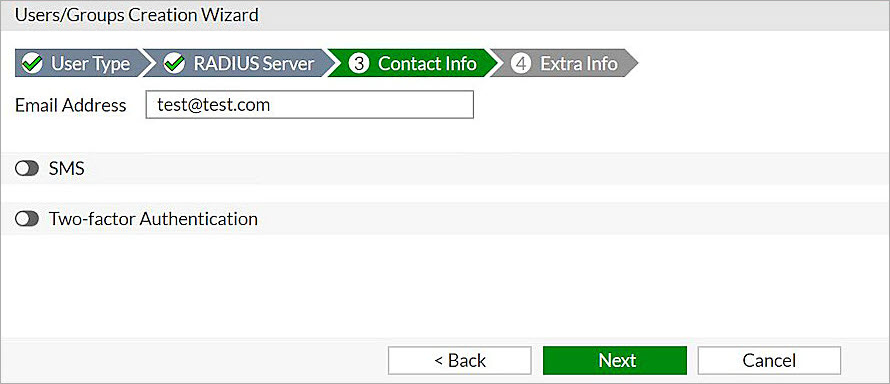 Users/Groups Creation Wizard
User Type RADIUS Server 3 Contact Info 4 Extra Info
Email Address test@test.com
SMS
Two-factor Authentication
< Back Next Cancel